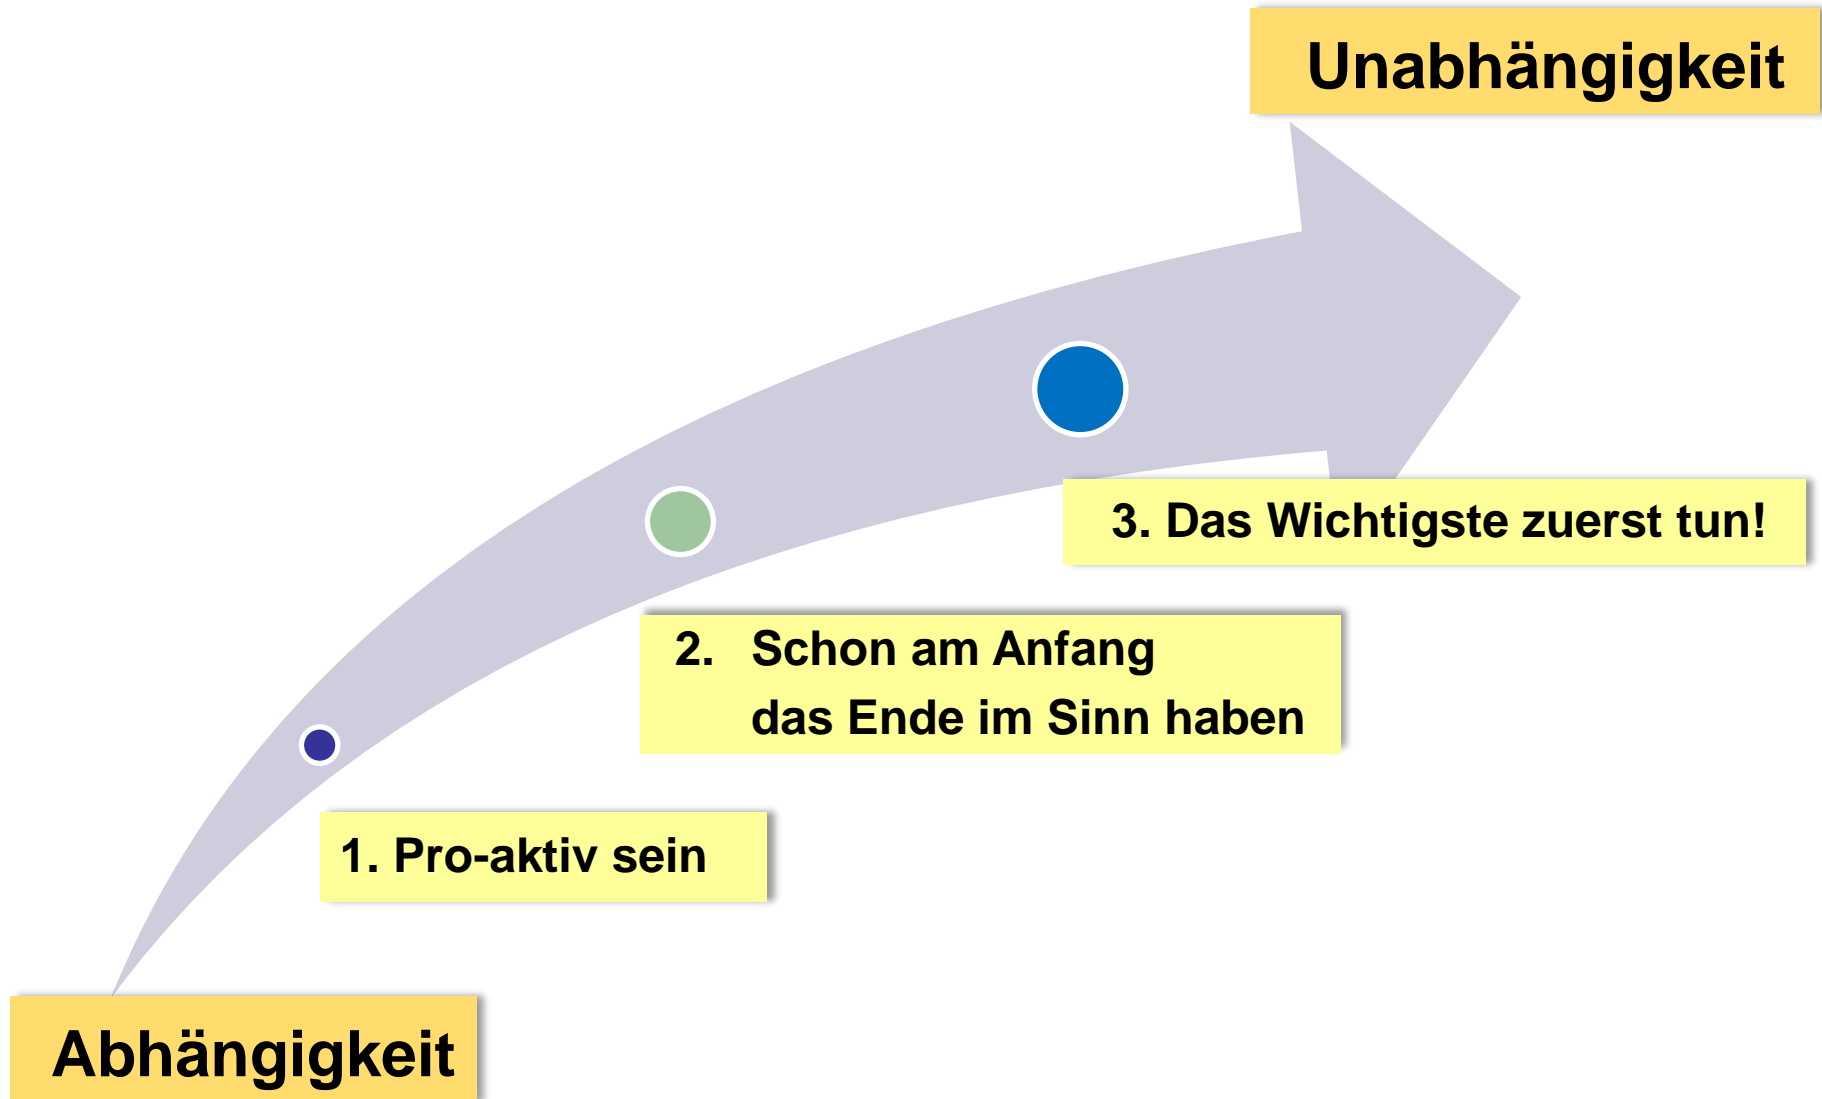 Unabhängigkeit
3. Das Wichtigste zuerst tun!
2. Schon am Anfang
das Ende im Sinn haben
1. Pro-aktiv sein
Abhängigkeit